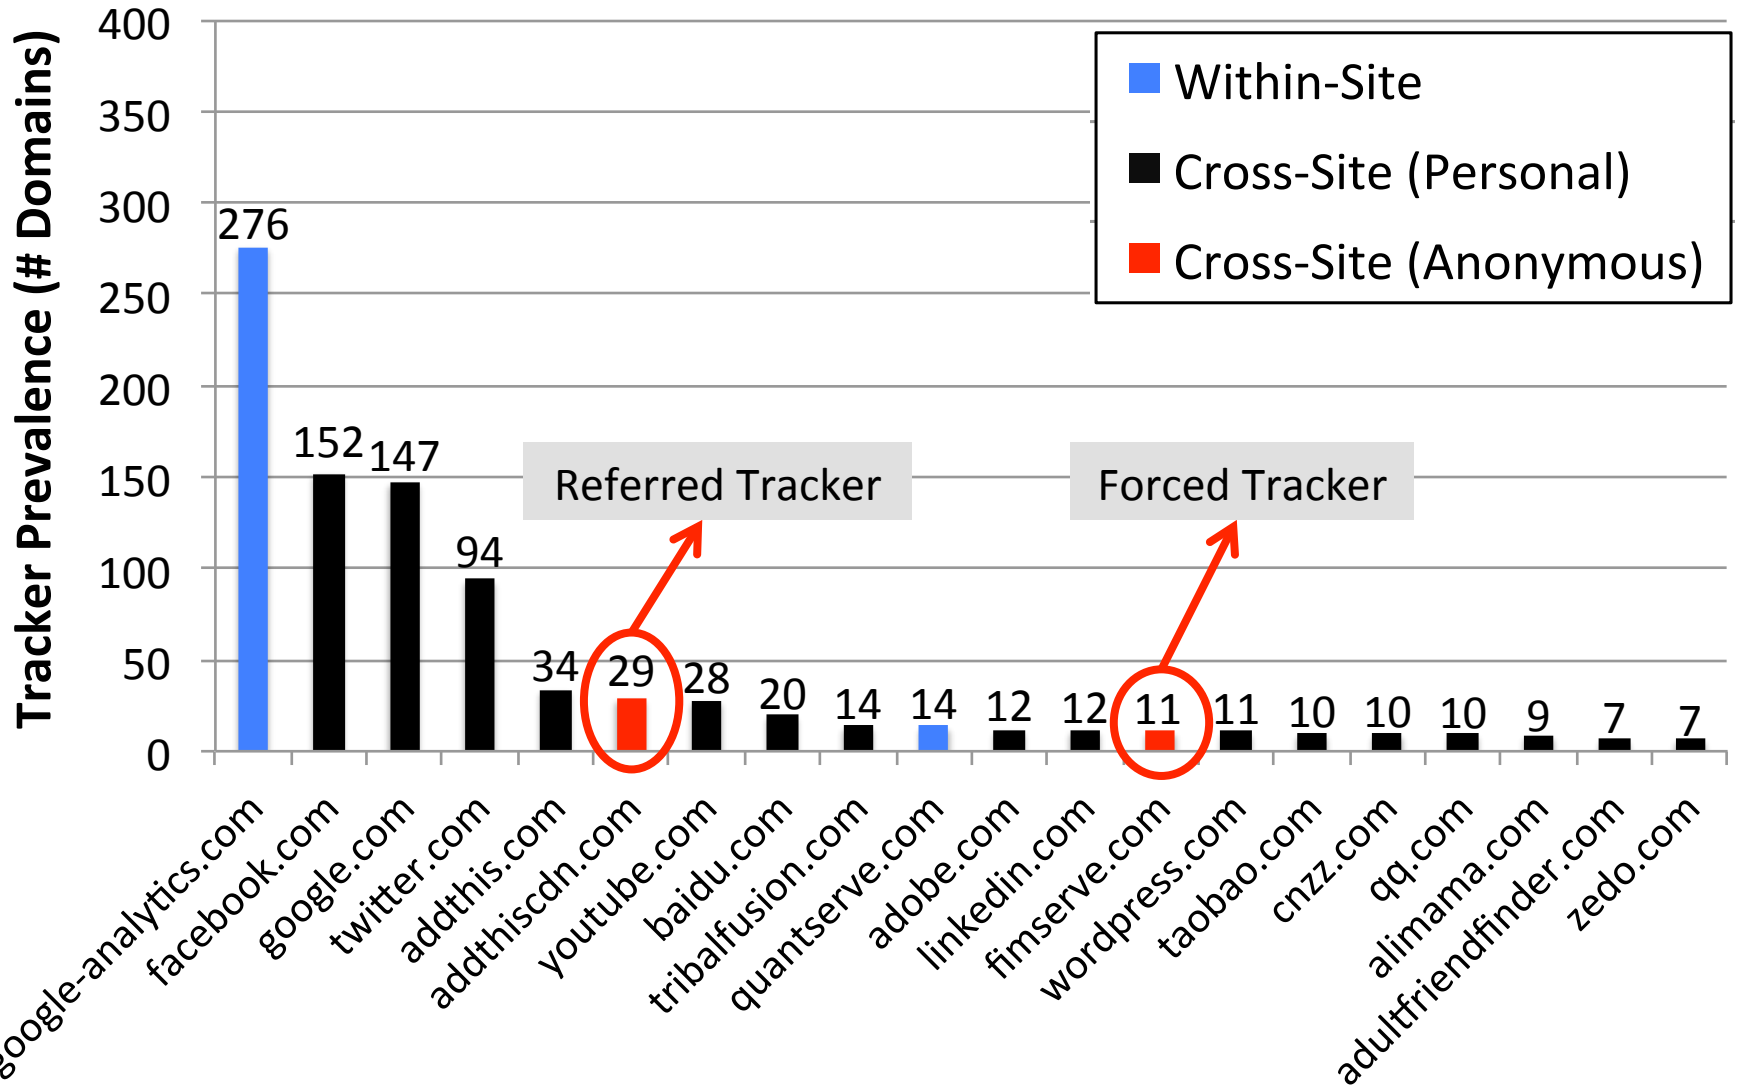 Tracker Prevalence (# Domains)
400
350
300
250
200
150
100
50
0
Within-Site
Cross-Site (Personal)
Cross-Site (Anonymous)
Referred Tracker
Forced Tracker
276
152
147
94
34
29
28
20
14
14
12
12
11
11
10
10
10
9
7
7
google-analytics.com
facebook.com
google.com
twitter.com
addthis.com
addthiscdn.com
youtube.com
baidu.com
tribalfusion.com
quantserve.com
adobe.com
linkedin.com
fimserve.com
wordpress.com
taobao.com
cnzz.com
qq.com
alimama.com
adultfriendfinder.com
zedo.com